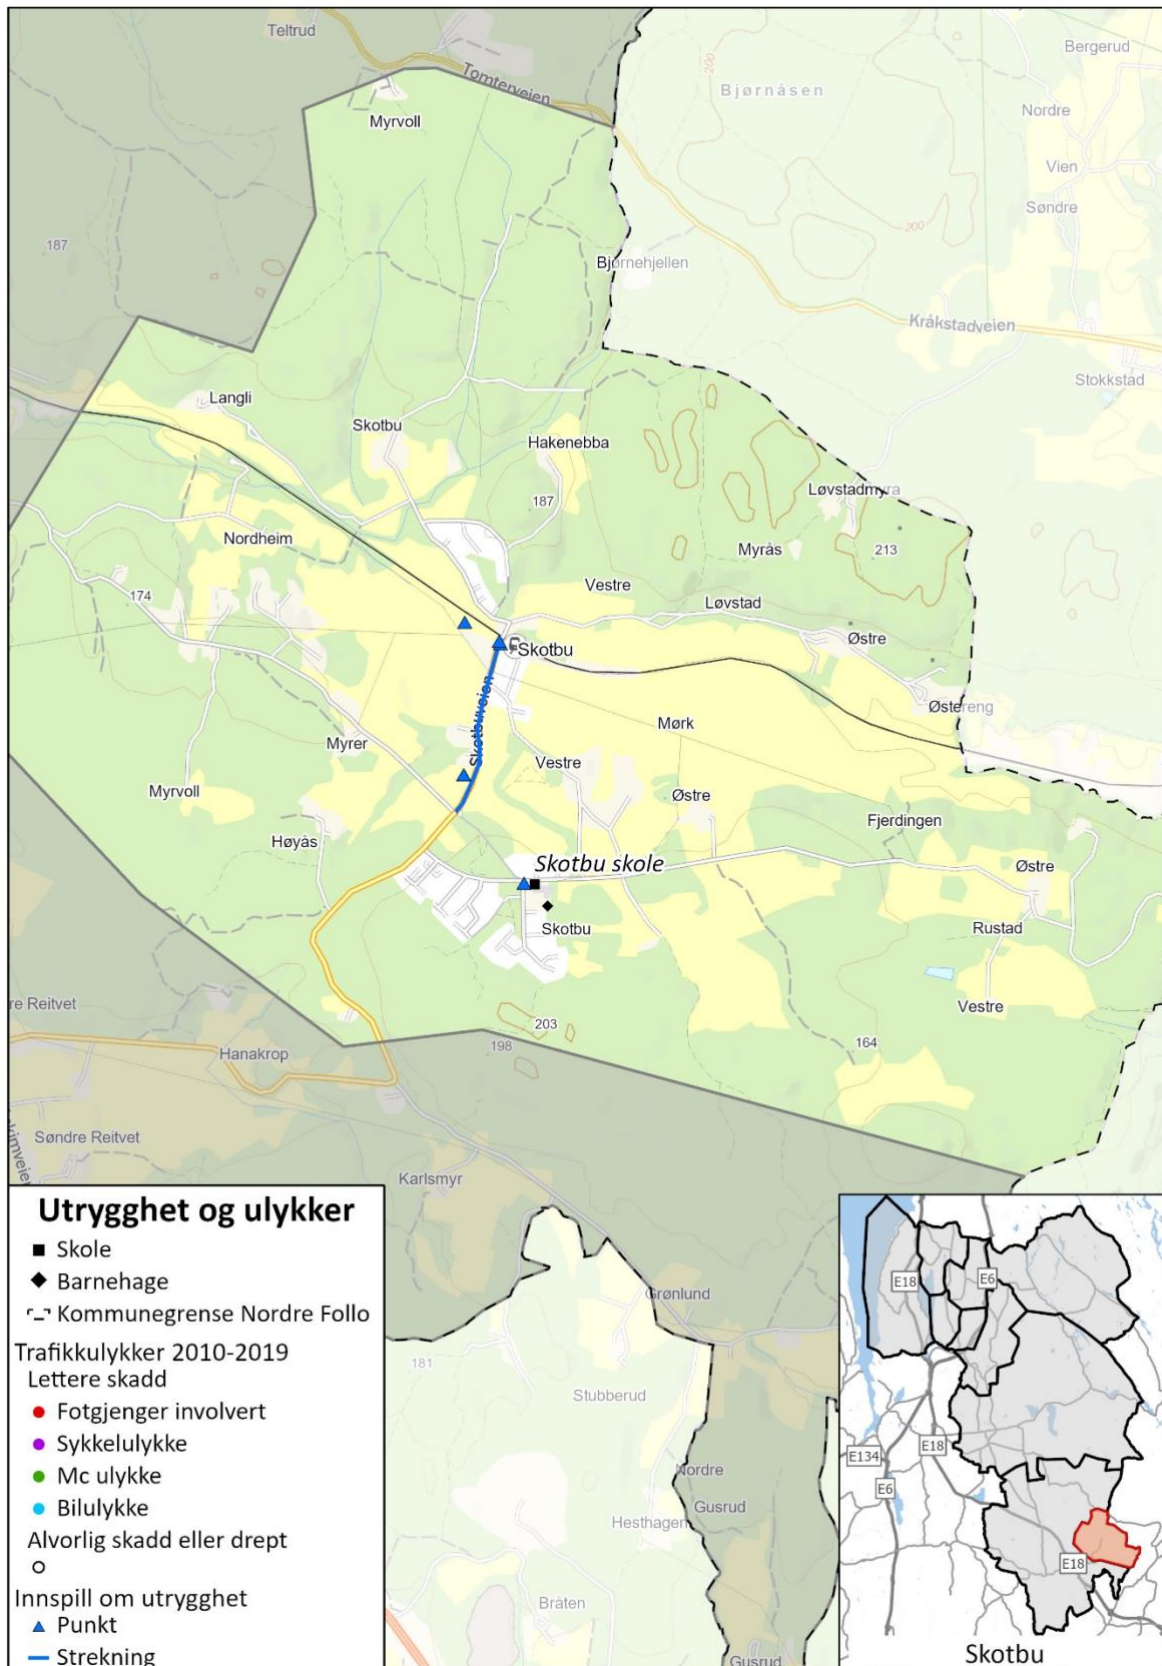 Teltrud
Bergerud
Tomterveien
Bjørnåsen
200
Myrvoll
Nordre
Vien
Søndre
200
187
Bjørnehjellen
Kråkstadveien
Stokkstad
Langli
Skotbu
Hakenebba
187
Løvstadmyra
Nordheim
Myrås
213
174
Vestre
Løvstad
Østre
Skotbu
Skotbuveien
Østereng
Mørk
Myrer
Vestre
Myrvoll
Østre
Fjerdingen
Høyås
Skotbu skole
Østre
Skotbu
Rustad
re Reitvet
Vestre
203
Hanakrop
198
164
Søndre Reitvet
kimveien
Karlsmyr
Grønlund
181
Stubberud
Nordre
Gusrud
Hesthagen
Bråten
Gusrud
Utrygghet og ulykker
Skole
Barnehage
Kommunegrense Nordre Follo
Trafikkulykker 2010-2019
Lettere skadd
Fotgjenger involvert
Sykkelulykke
Mc ulykke
Bilulykke
Alvorlig skadd eller drept
Innspill om utrygghet
Punkt
Strekning
E18
E6
E134
E18
E6
E18
Skotbu